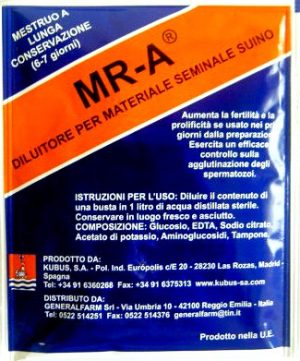 MESTRUO A
LUNGA
CONSERVAZIONE
(6-7 giorni)
MR-A®
DILUITORE PER MATERIALE SEMINALE SUINO
Aumenta la fertilità e la
prolificità se usato nei
giorni dalla preparazion
Esercita un efficace
controllo sulla
agglutinazione degli
spermatozoi.
ISTRUZIONI PER L'USO: Diluire il contenuto di
una busta in 1 litro di acqua distillata sterile.
Conservare in luogo fresco e asciutto.
COMPOSIZIONE: Glucosio, EDTA, Sodio citrato,
Acetato di potassio, Aminoglucosidi, Tampone.
PRODOTTO DA:
KUBUS, S.A. - Pol. Ind. Európolis c/E 20 - 28230 Las Rozas, Madrid -
Spagna
Tel: +34 91 6360268 Fax: +34 91 6375313 www.kubus-sa.com
DISTRIBUTO DA:
GENERALFARM Srl - Via Umbria 10 - 42100 Reggio Emilia - Italia
Tel: 0522 514251 Fax: 0522 514376 generalfarm@tin.it
Prodotto nella U.E.